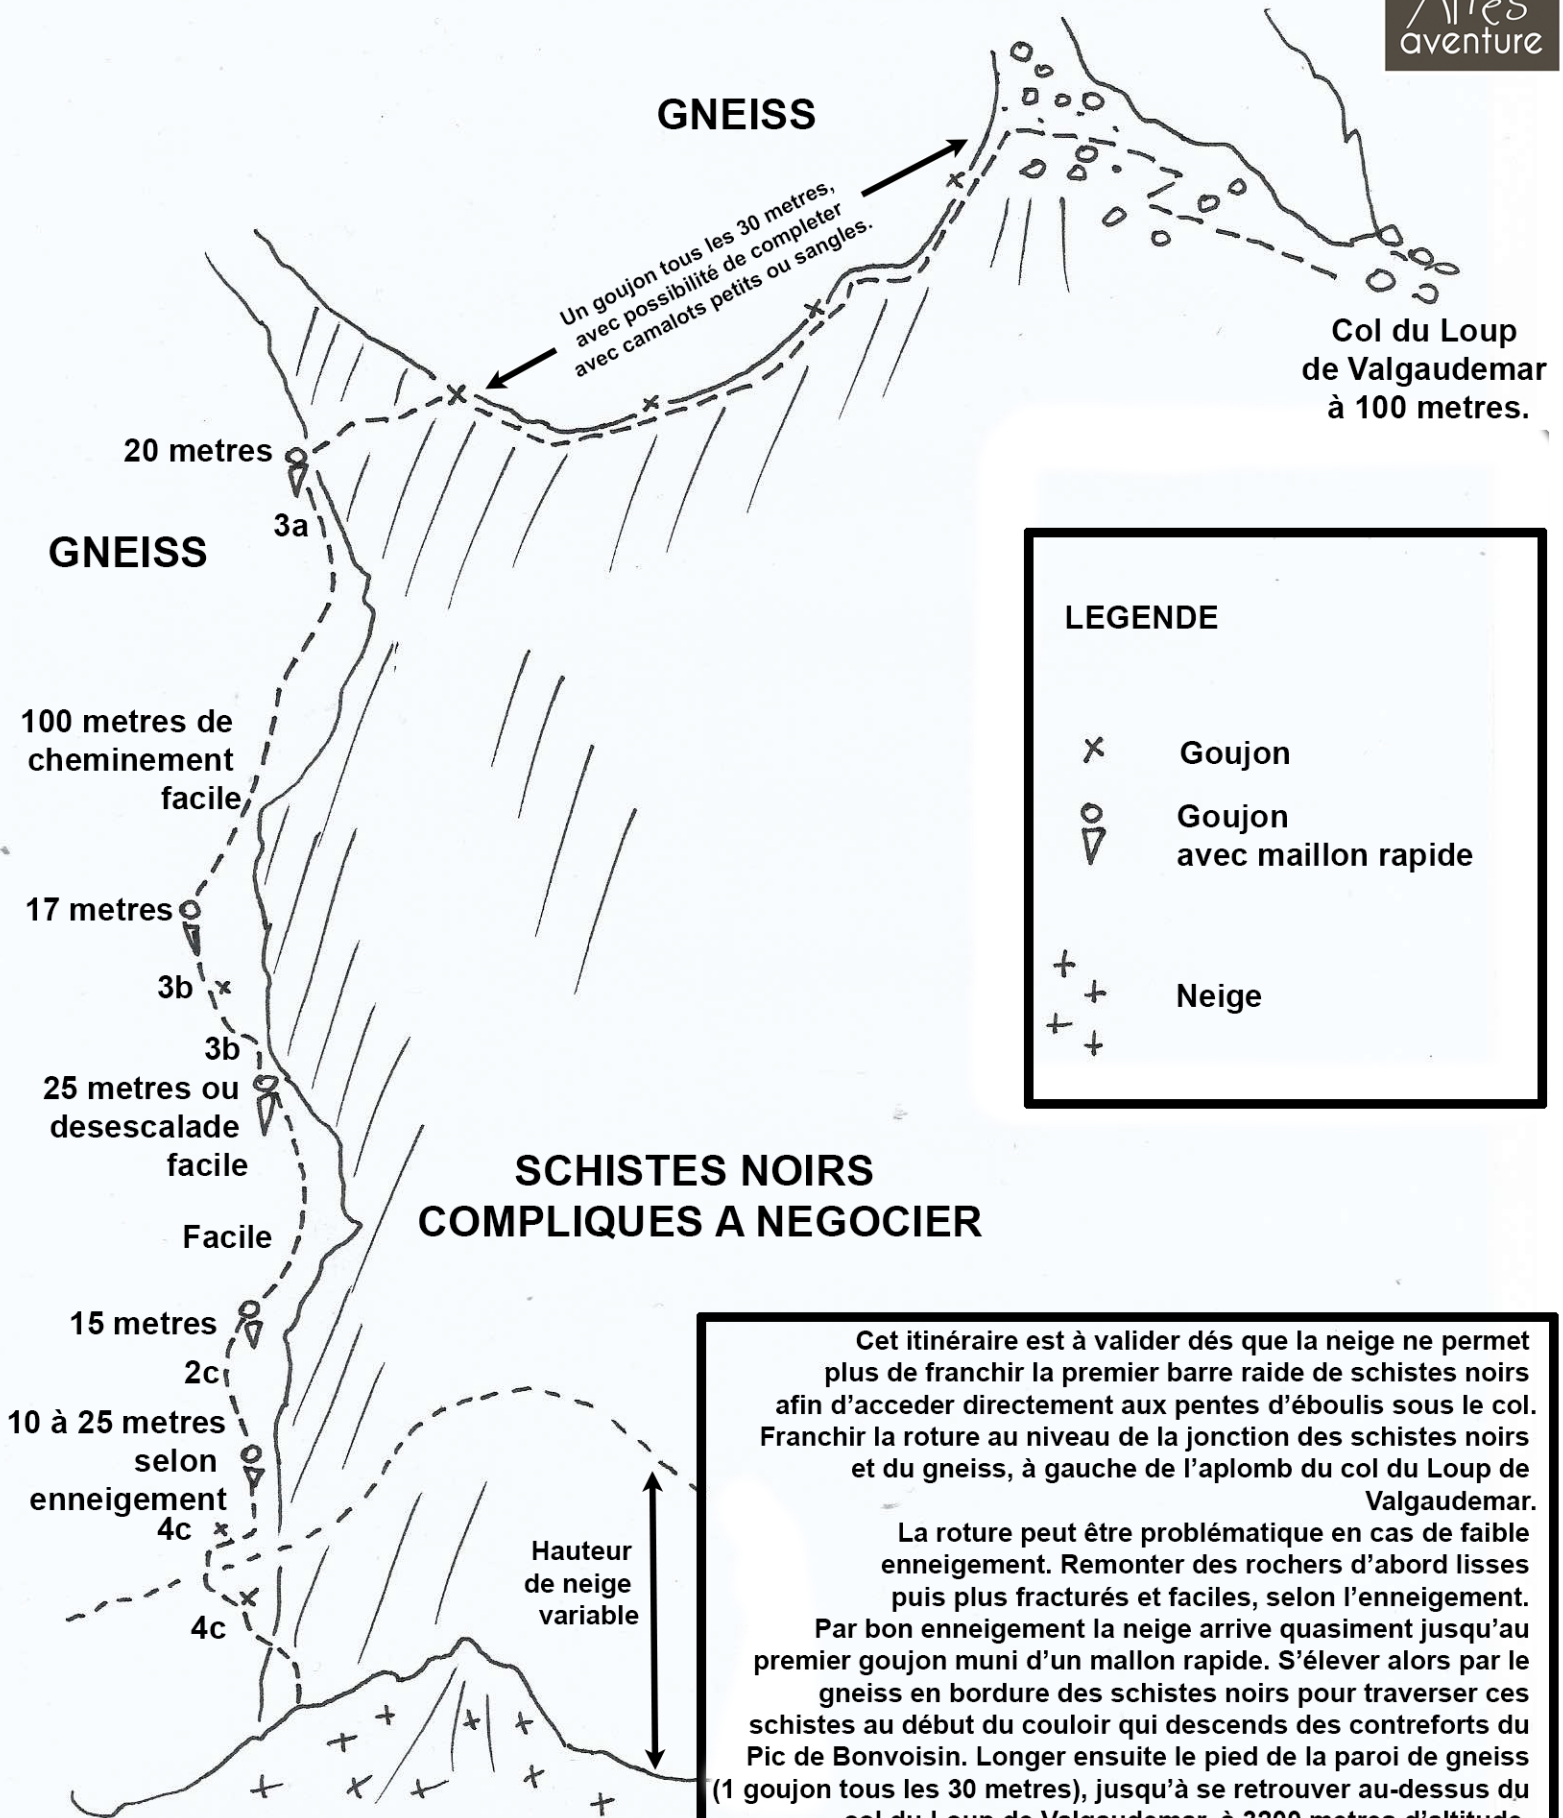 Alpes
aventure
GNEISS
Un goujon tous les 30 metres,
avec possibilité de completer
avec camalots petits ou sangles.
Col du Loup
de Valgaudemar
à 100 metres.
20 metres
3a
GNEISS
LEGENDE
Goujon
Goujon
avec maillon rapide
Neige
100 metres de
cheminement
facile
17 metres
3b
3b
25 metres ou
desescalade
facile
Facile
SCHISTES NOIRS
COMPLIQUES A NEGOCIER
15 metres
2c
10 à 25 metres
selon
enneigement
4c
4c
Hauteur
de neige
variable
Cet itinéraire est à valider dés que la neige ne permet
plus de franchir la premier barre raide de schistes noirs
afin d’acceder directement aux pentes d’éboulis sous le col.
Franchir la roture au niveau de la jonction des schistes noirs
et du gneiss, à gauche de l’aplomb du col du Loup de
Valgaudemar.
La roture peut être problématique en cas de faible
enneigement. Remonter des rochers d’abord lisses
puis plus fracturés et faciles, selon l’enneigement.
Par bon enneigement la neige arrive quasiment jusqu’au
premier goujon muni d’un mallon rapide. S’élever alors par le
gneiss en bordure des schistes noirs pour traverser ces
schistes au début du couloir qui descends des contreforts du
Pic de Bonvoisin. Longer ensuite le pied de la paroi de gneiss
(1 goujon tous les 30 metres), jusqu’à se retrouver au-dessus du
col du Loup de Valgaudemar, à 3200 metres d’altitude